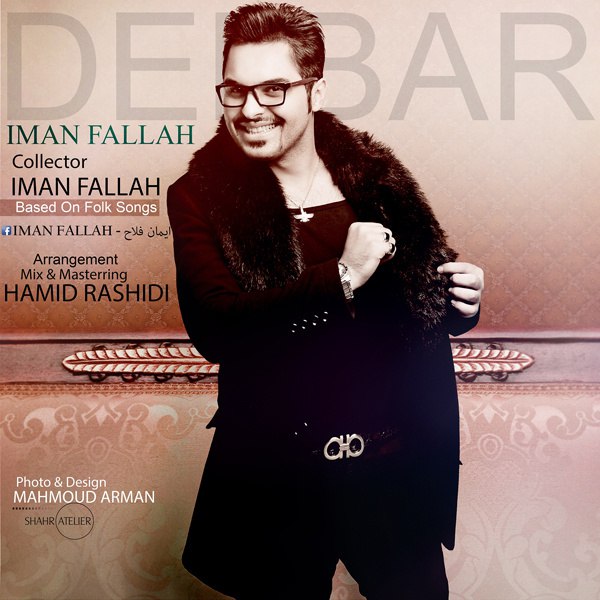 DELBAR
IMAN FALLAH
Collector
IMAN FALLAH
Based On Folk Songs
f IMAN FALLAH - ایمان فلاح
Arrangement
Mix & Masterring
HAMID RASHIDI
Photo & Design
MAHMOUD ARMAN
SHAHR ATELIER